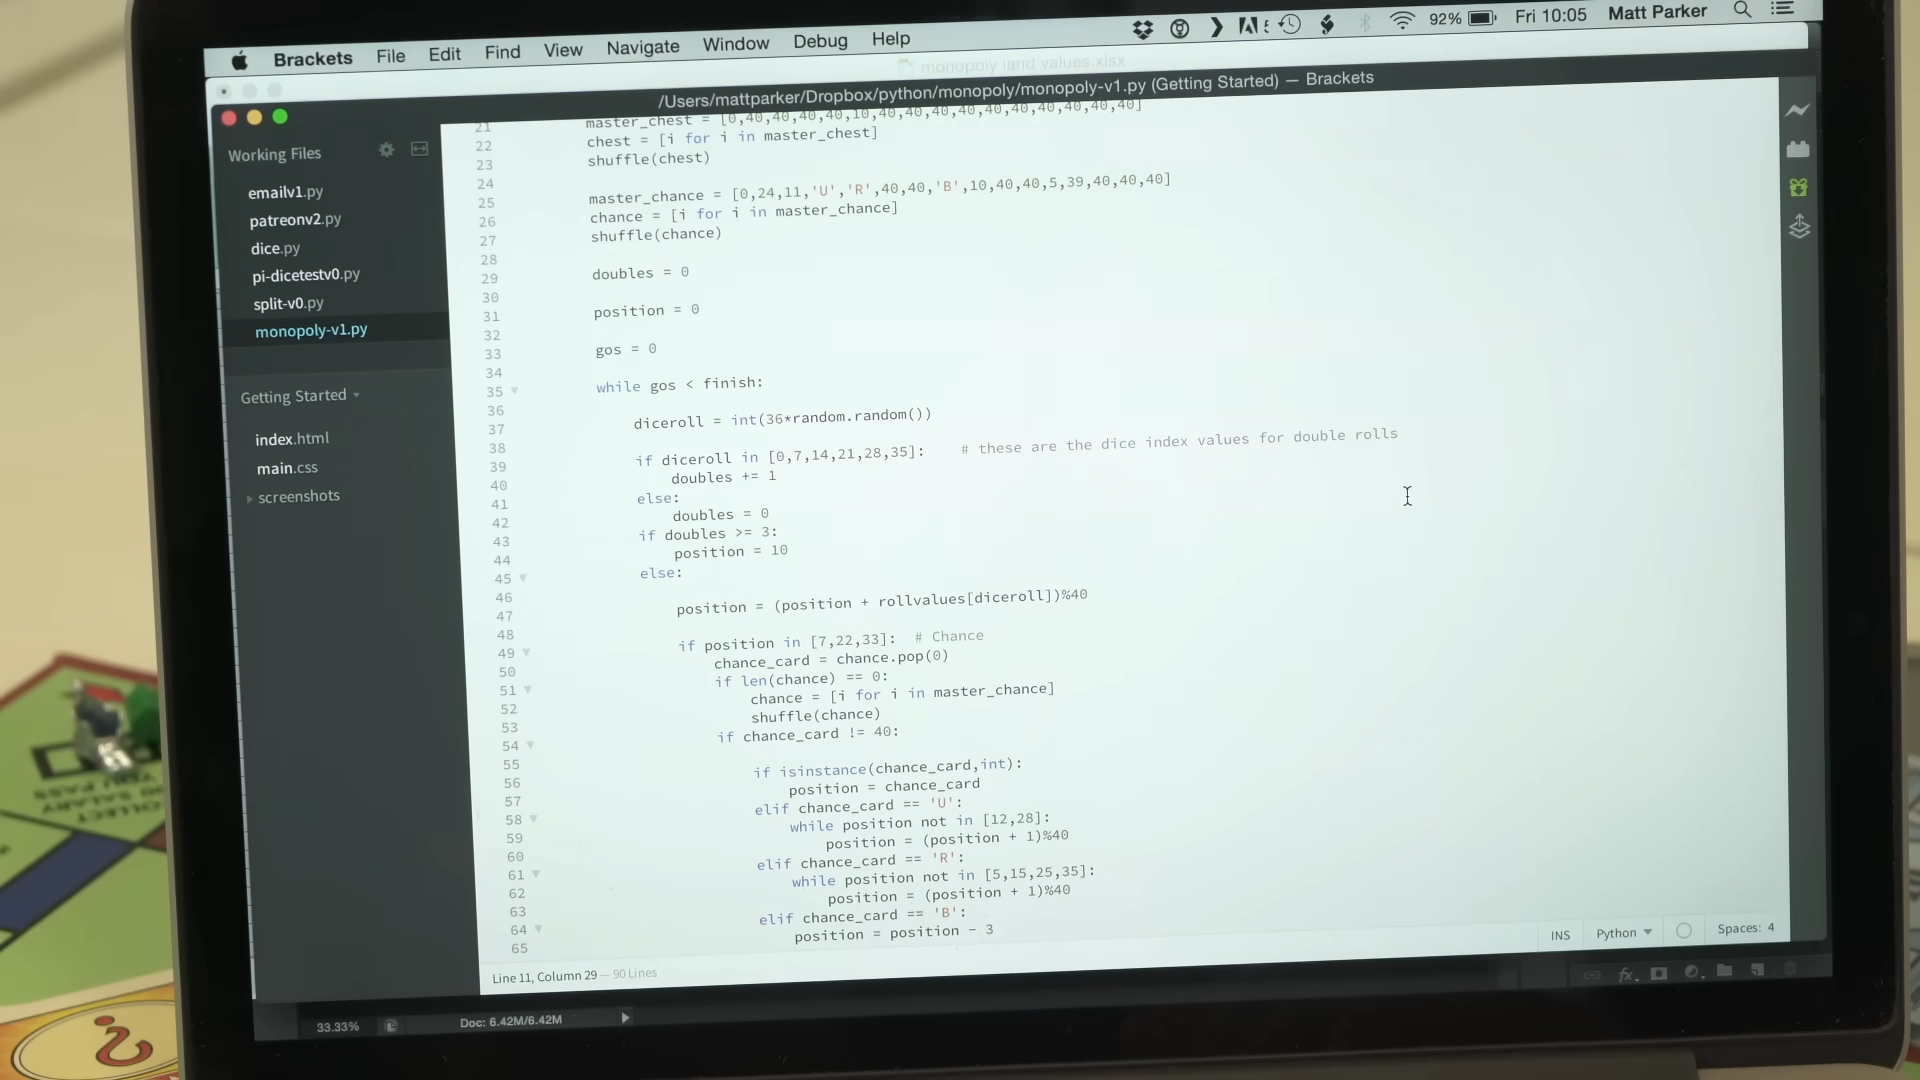 Brackets File Edit Find View Navigate Window Debug Help 92% Fri 10:05 Matt Parker
monopoly land values.xlsx
/Users/mattparker/Dropbox/python/monopoly/monopoly-v1.py (Getting Started) — Brackets
Working Files
emailv1.py
patreonv2.py
dice.py
pi-dicetestv0.py
split-v0.py
monopoly-v1.py
Getting Started
index.html
main.css
screenshots
21 master_chest = [0,40,40,40,40,10,40,40,40,40,40,40,40,40,40,40]
22 chest = [i for i in master_chest]
23 shuffle(chest)
24
25 master_chance = [0,24,11,'U','R',40,40,'B',10,40,40,5,39,40,40,40]
26 chance = [i for i in master_chance]
27 shuffle(chance)
28
29 doubles = 0
30
31 position = 0
32
33 gos = 0
34
35 while gos < finish:
36
37 diceroll = int(36*random.random())
38
39 if diceroll in [0,7,14,21,28,35]: # these are the dice index values for double rolls
40 doubles += 1
41 else:
42 doubles = 0
43 if doubles >= 3:
44 position = 10
45 else:
46
47 position = (position + rollvalues[diceroll])%40
48
49 if position in [7,22,33]: # Chance
50 chance_card = chance.pop(0)
51 if len(chance) == 0:
52 chance = [i for i in master_chance]
53 shuffle(chance)
54 if chance_card != 40:
55
56 if isinstance(chance_card,int):
57 position = chance_card
58 elif chance_card == 'U':
59 while position not in [12,28]:
60 position = (position + 1)%40
61 elif chance_card == 'R':
62 while position not in [5,15,25,35]:
63 position = (position + 1)%40
64 elif chance_card == 'B':
65 position = position - 3
Line 11, Column 29 — 90 Lines
INS Python Spaces: 4
33.33% Doc: 6.42M/6.42M
fx
YOU PASS
SALARY
COLLECT
?